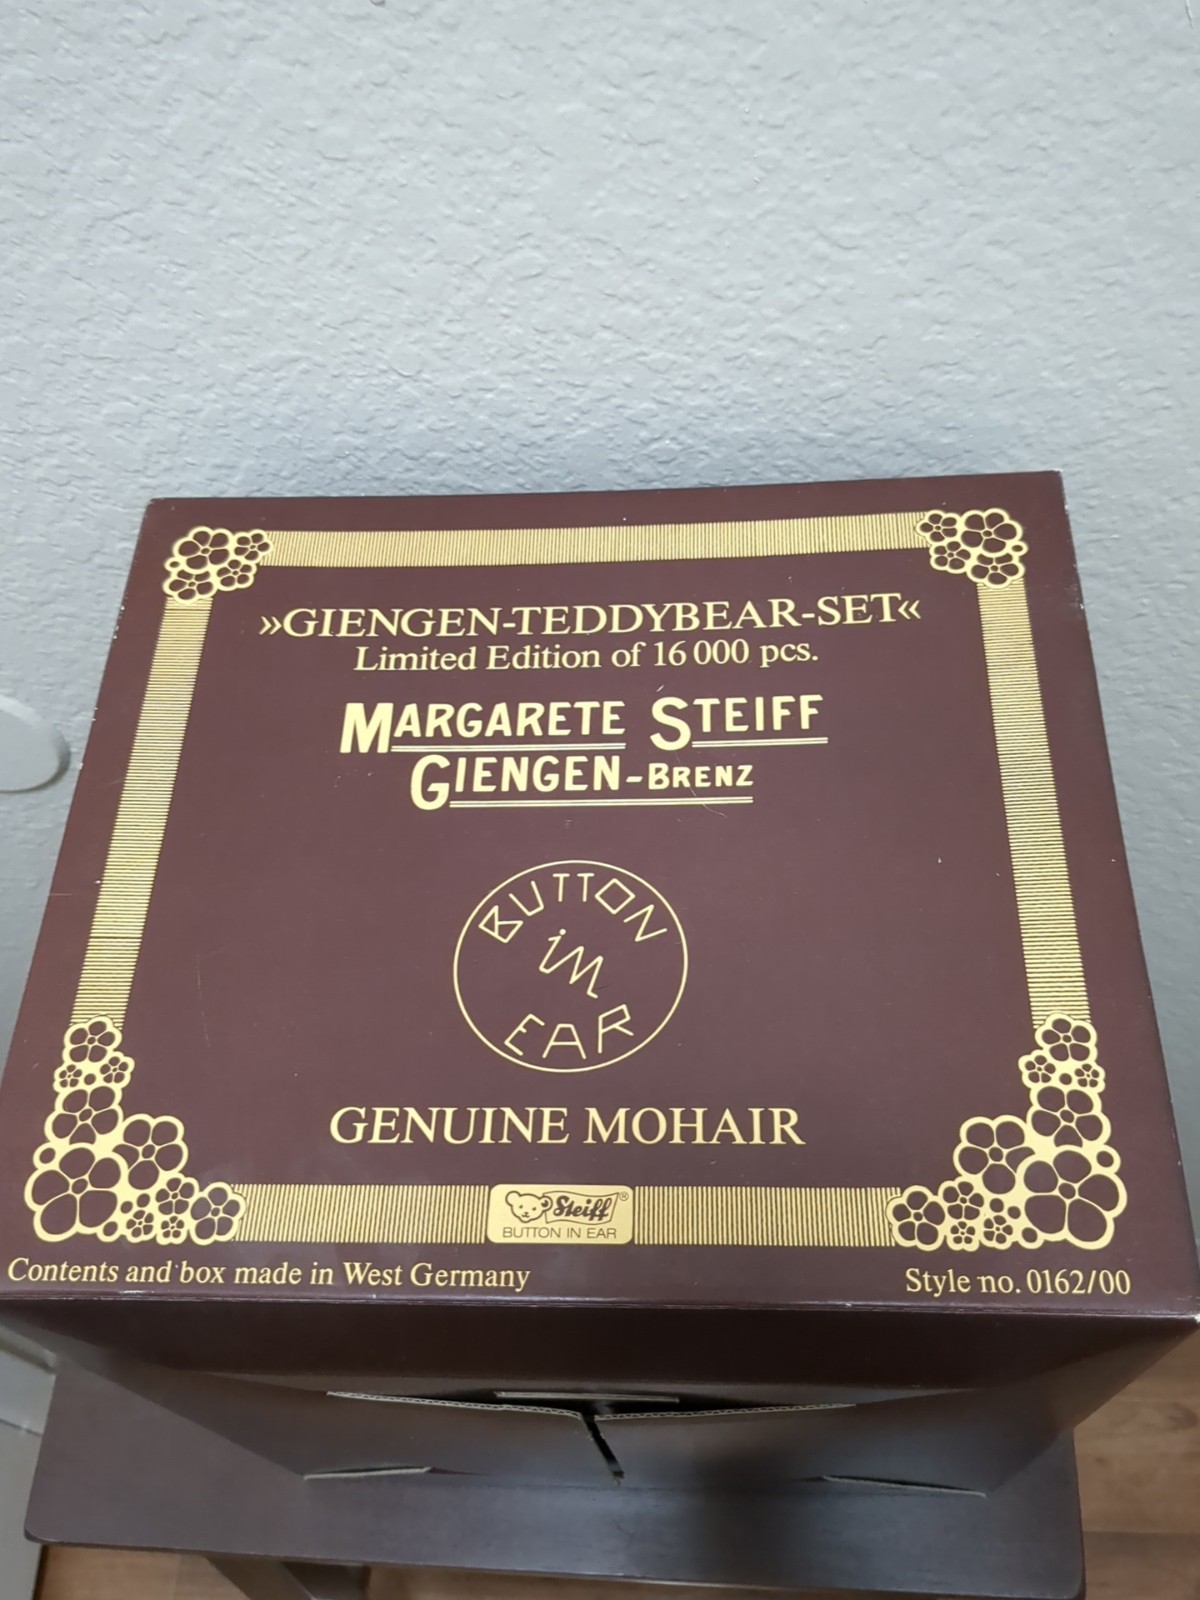 »GIENGEN-TEDDYBEAR-SET«
Limited Edition of 16 000 pcs.
MARGARETE STEIFF
GIENGEN-BRENZ
BUTTON
im
EAR
GENUINE MOHAIR
Steiff®
BUTTON IN EAR
Contents and box made in West Germany
Style no. 0162/00